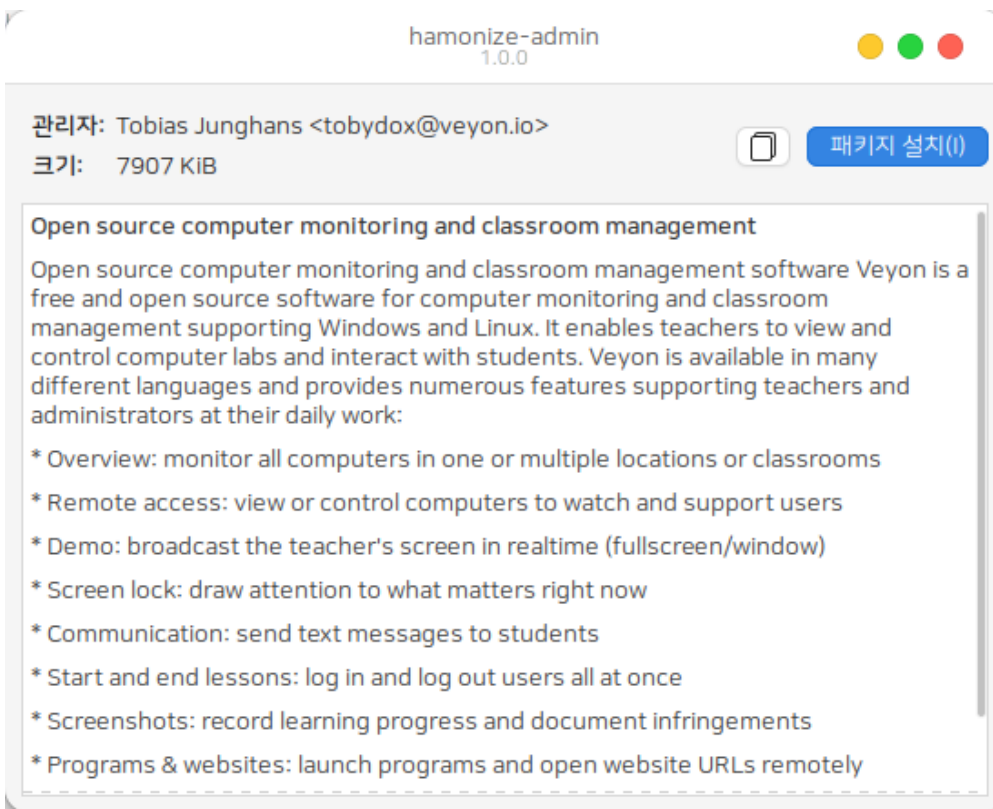 hamonize-admin
1.0.0
관리자: Tobias Junghans <tobydox@veyon.io>
크기: 7907 KiB
패키지 설치(I)
Open source computer monitoring and classroom management
Open source computer monitoring and classroom management software Veyon is a
free and open source software for computer monitoring and classroom
management supporting Windows and Linux. It enables teachers to view and
control computer labs and interact with students. Veyon is available in many
different languages and provides numerous features supporting teachers and
administrators at their daily work:
* Overview: monitor all computers in one or multiple locations or classrooms
* Remote access: view or control computers to watch and support users
* Demo: broadcast the teacher's screen in realtime (fullscreen/window)
* Screen lock: draw attention to what matters right now
* Communication: send text messages to students
* Start and end lessons: log in and log out users all at once
* Screenshots: record learning progress and document infringements
* Programs & websites: launch programs and open website URLs remotely